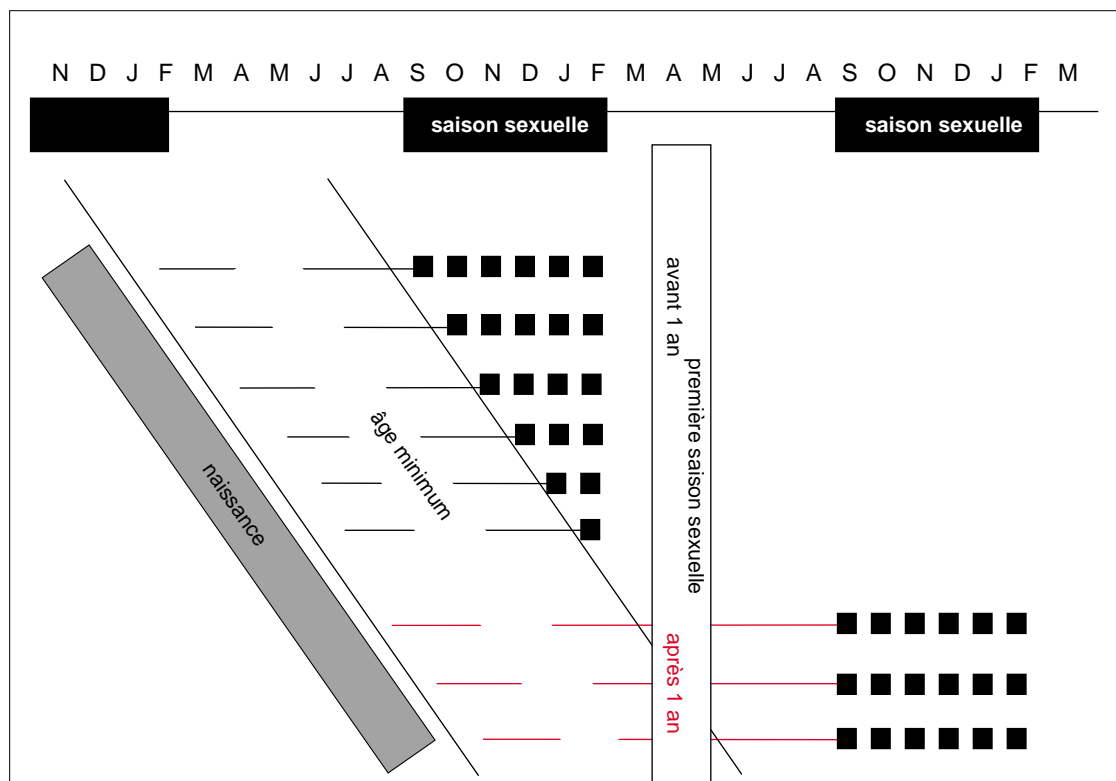 N D J F M A M J J A S O N D J F M A M J J A S O N D J F M
saison sexuelle
saison sexuelle
avant 1 an
première saison sexuelle
âge minimum
naissance
après 1 an